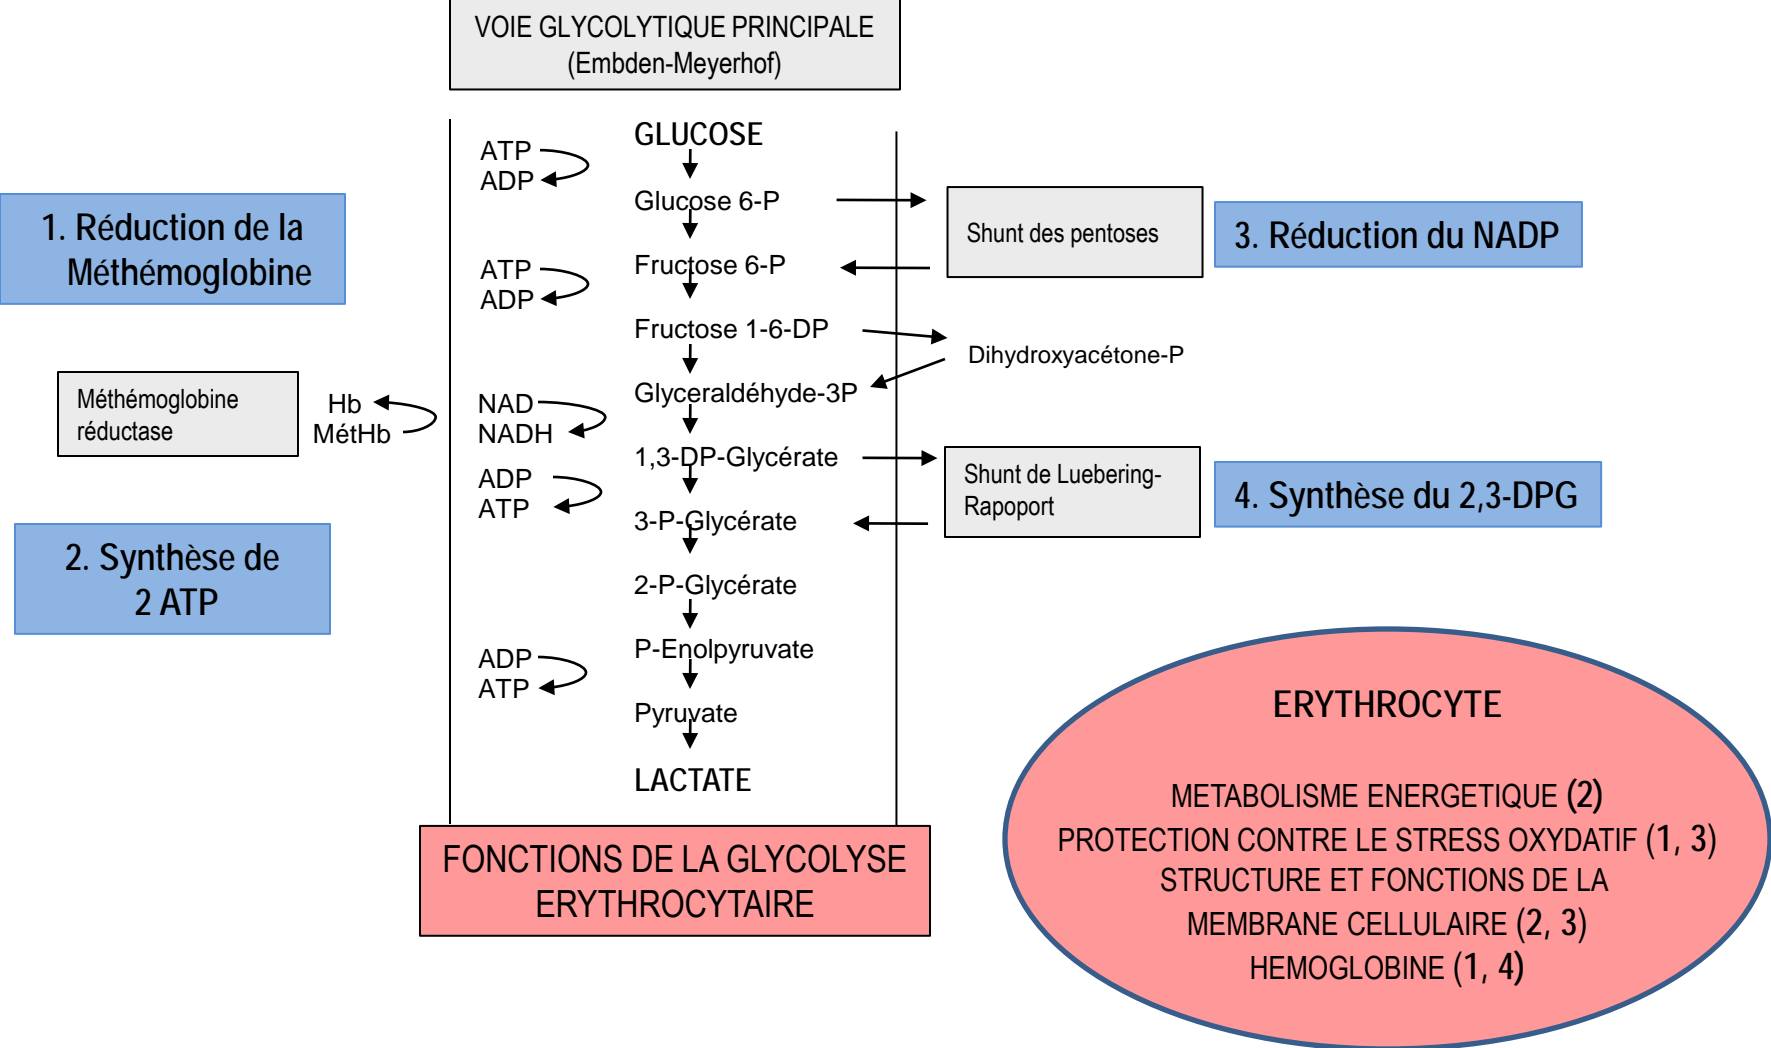 VOIE GLYCOLYTIQUE PRINCIPALE
(Embden-Meyerhof)
GLUCOSE
ATP
ADP
Glucose 6-P
1. Réduction de la
Méthémoglobine
Shunt des pentoses
3. Réduction du NADP
ATP
ADP
Fructose 6-P
Fructose 1-6-DP
Dihydroxyacétone-P
Méthémoglobine
réductase
Hb
MétHb
NAD
NADH
Glyceraldéhyde-3P
1,3-DP-Glycérate
ADP
ATP
Shunt de Luebering-
Rapoport
4. Synthèse du 2,3-DPG
3-P-Glycérate
2. Synthèse de
2 ATP
2-P-Glycérate
P-Enolpyruvate
ADP
ATP
Pyruvate
LACTATE
FONCTIONS DE LA GLYCOLYSE
ERYTHROCYTAIRE
ERYTHROCYTE
METABOLISME ENERGETIQUE (2)
PROTECTION CONTRE LE STRESS OXYDATIF (1, 3)
STRUCTURE ET FONCTIONS DE LA
MEMBRANE CELLULAIRE (2, 3)
HEMOGLOBINE (1, 4)